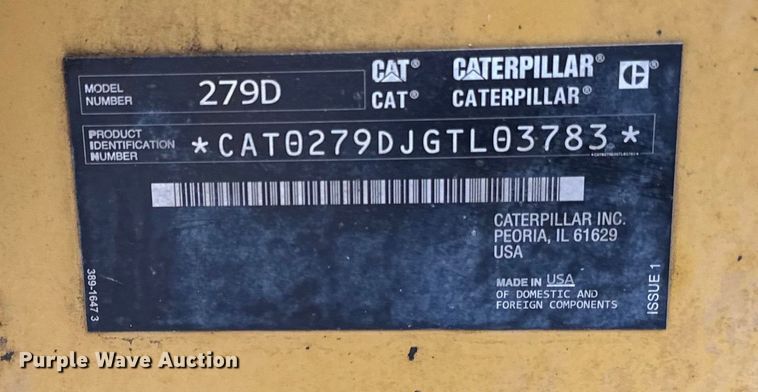 MODEL
NUMBER
279D
CAT® CATERPILLAR® C®
CAT® CATERPILLAR®
PRODUCT
IDENTIFICATION
NUMBER
*CAT0279DJGTL03783*
*CAT0279DJGTL03783*
CATERPILLAR INC.
PEORIA, IL 61629
USA
MADE IN USA
OF DOMESTIC AND
FOREIGN COMPONENTS
ISSUE 1
389-1647 3
Purple Wave Auction